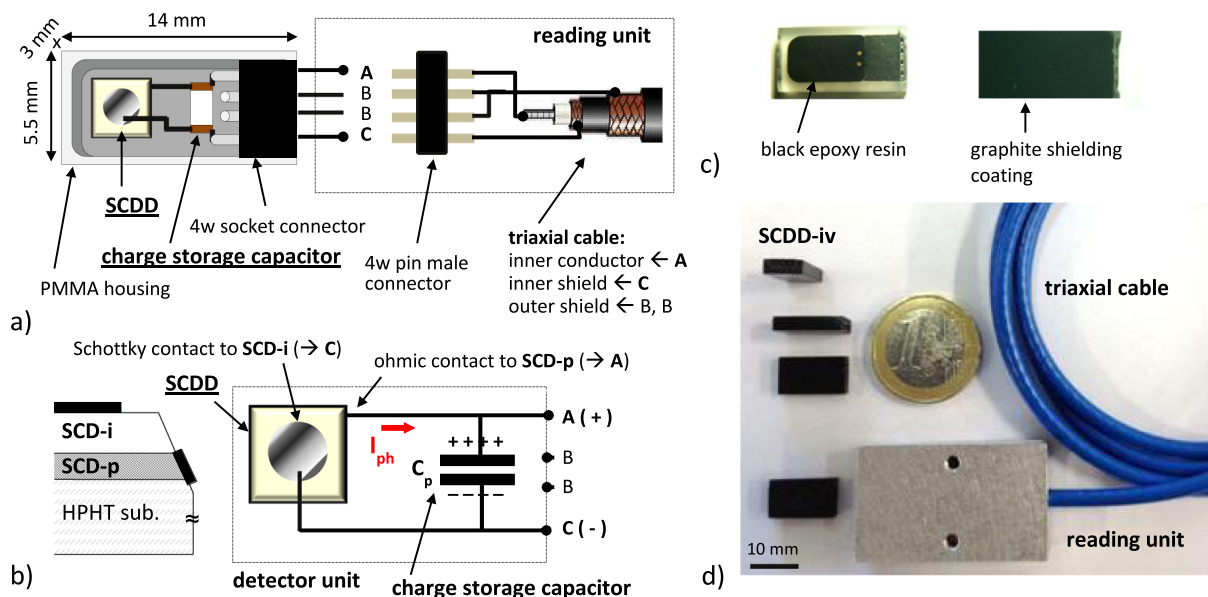 14 mm
3 mm
x
5.5 mm
reading unit
A
B
B
C
SCDD
4w socket connector
charge storage capacitor
PMMA housing
4w pin male
connector
triaxial cable:
inner conductor ← A
inner shield ← C
outer shield ← B, B
a)
c)
black epoxy resin
graphite shielding
coating
Schottky contact to SCD-i (→ C)
ohmic contact to SCD-p (→ A)
SCDD
SCD-i
SCD-p
HPHT sub.
≈
I ph
+ + + +
C p
– – – – –
A ( + )
B
B
C ( - )
detector unit
charge storage capacitor
b)
SCDD-iv
triaxial cable
1
reading unit
10 mm
d)